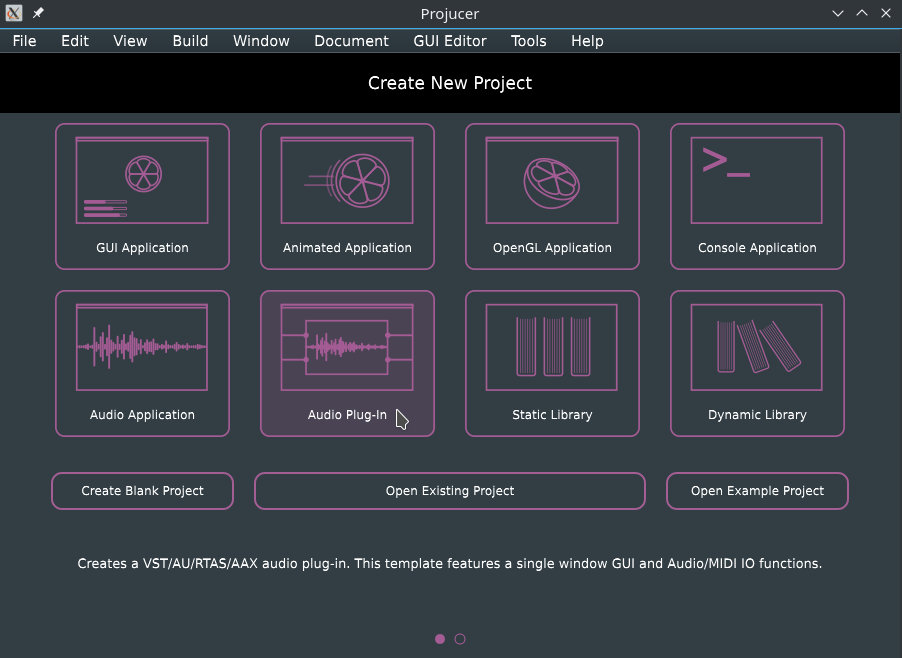 Projucer
File Edit View Build Window Document GUI Editor Tools Help
Create New Project
>_
GUI Application Animated Application OpenGL Application Console Application
Audio Application Audio Plug-In Static Library Dynamic Library
Create Blank Project Open Existing Project Open Example Project
Creates a VST/AU/RTAS/AAX audio plug-in. This template features a single window GUI and Audio/MIDI IO functions.